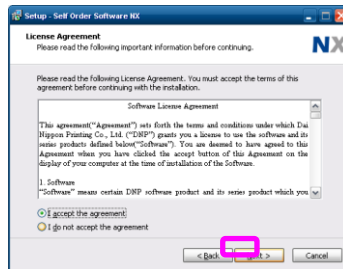 Setup - Self Order Software NX
License Agreement
Please read the following important information before continuing.
NX
Please read the following License Agreement. You must accept the terms of this
agreement before continuing with the installation.
Software License Agreement
This agreement("Agreement") sets forth the terms and conditions under which Dai
Nippon Printing Co., Ltd. ("DNP") grants you a license to use the software and its
series products defined below("Software"). You are deemed to have agreed to this
Agreement when you have clicked the accept button of this Agreement on the
display of your computer at the time of installation of the Software.
1. Software
"Software" means certain DNP software product and its series product which you
I accept the agreement
I do not accept the agreement
< Back
>
Cancel